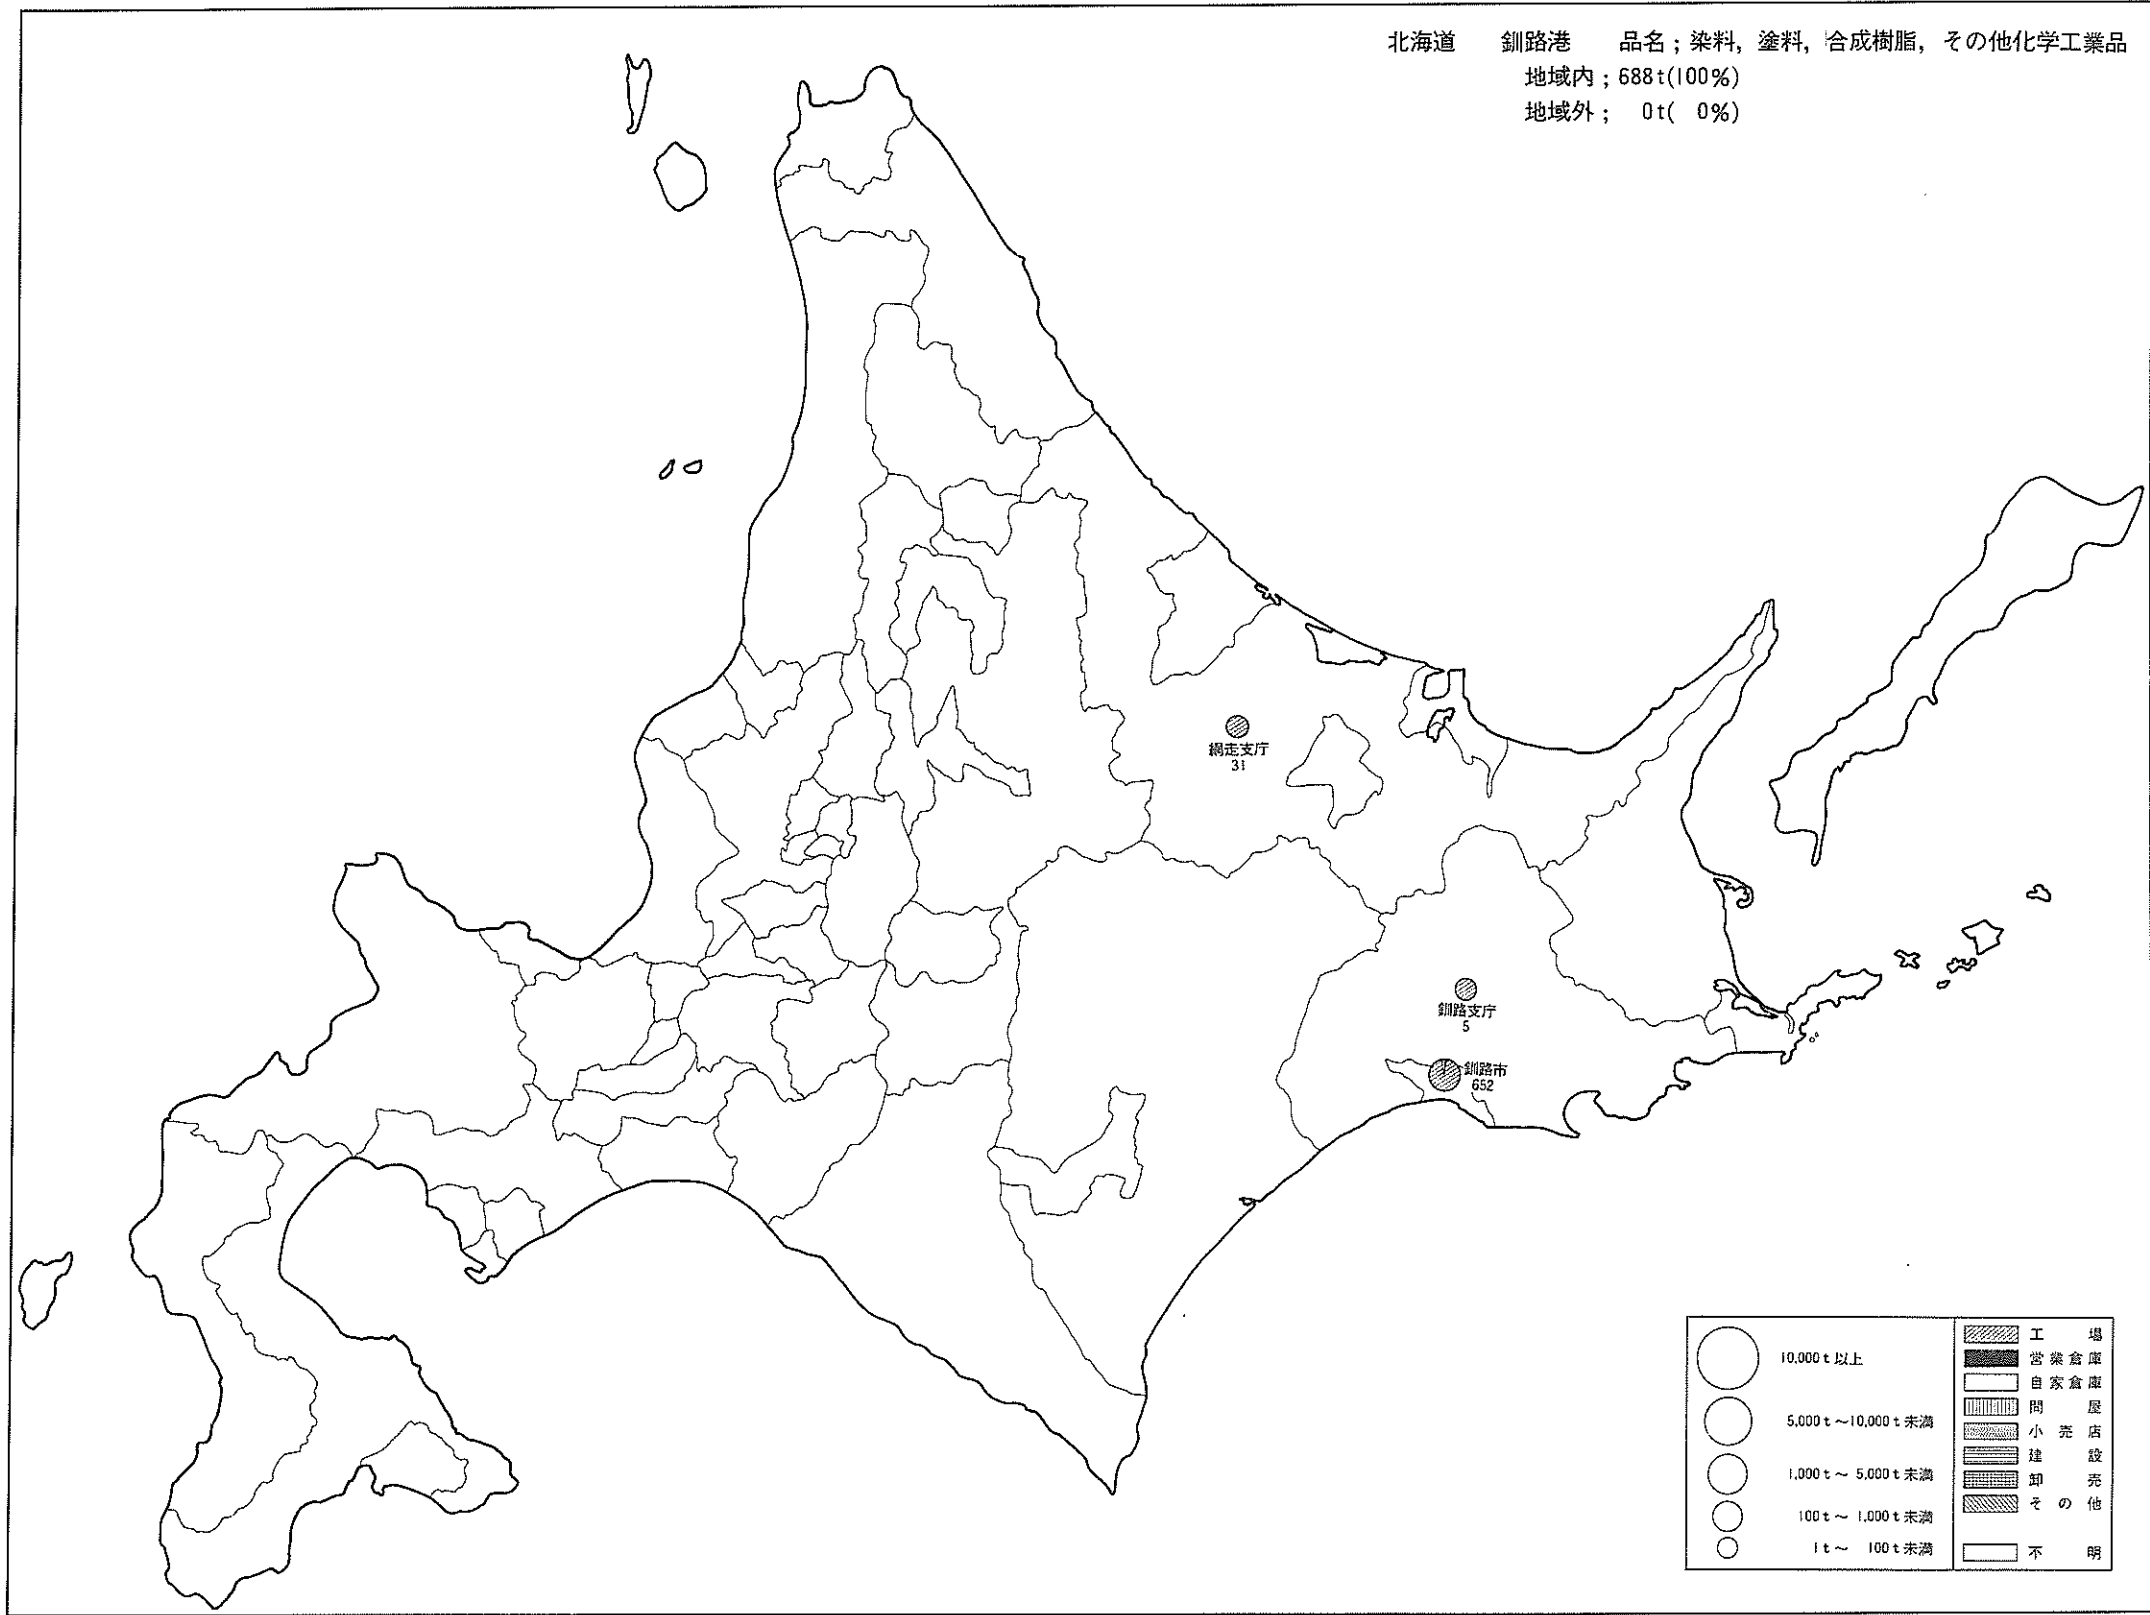 北海道 釧路港 品名；染料，塗料，合成樹脂，その他化学工業品
地域内；688t(100%)
地域外； 0t( 0%)
網走支庁
31
釧路支庁
5
釧路市
652
10,000t以上
5,000t～10,000t未満
1,000t～ 5,000t未満
100t～ 1,000t未満
1t～ 100t未満
工場
営業倉庫
自家倉庫
問屋
小売店
建設
卸売
その他
不明